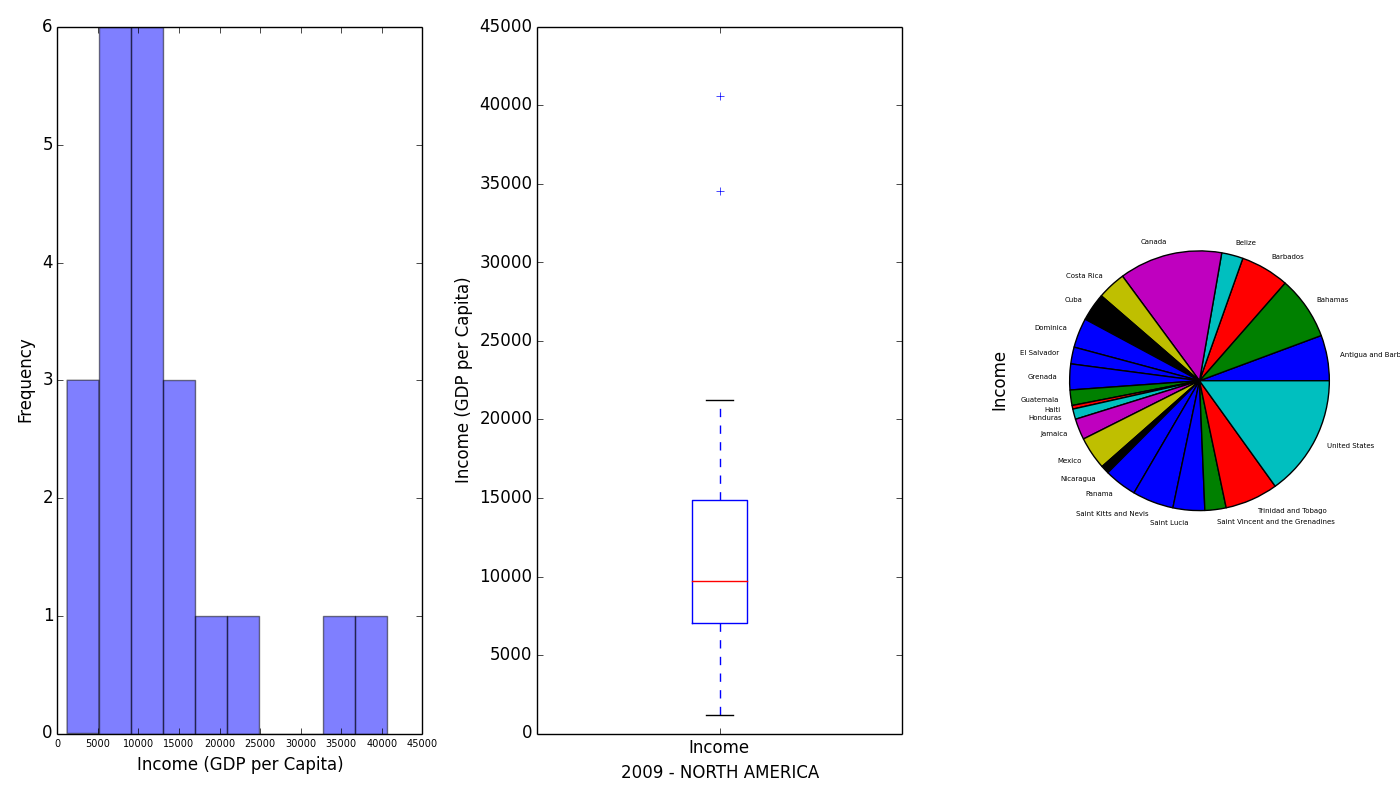 6
5
4
3
2
1
0
Frequency
0 5000 10000 15000 20000 25000 30000 35000 40000 45000
Income (GDP per Capita)
45000
40000
35000
30000
25000
20000
15000
10000
5000
0
Income (GDP per Capita)
Income
2009 - NORTH AMERICA
Income
Canada
Belize
Barbados
Costa Rica
Cuba
Bahamas
Dominica
El Salvador
Antigua and Barb
Grenada
Guatemala
Haiti
Honduras
Jamaica
United States
Mexico
Nicaragua
Panama
Saint Kitts and Nevis
Trinidad and Tobago
Saint Lucia
Saint Vincent and the Grenadines